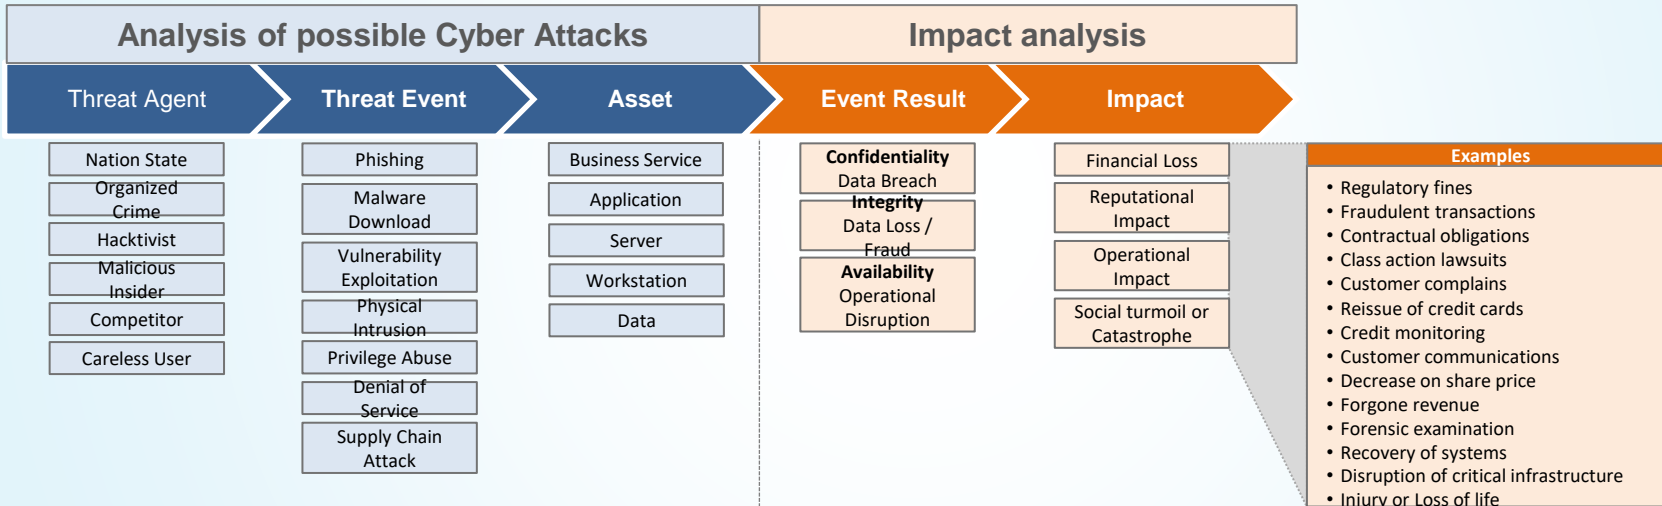 Analysis of possible Cyber Attacks
Impact analysis
Threat Agent
Threat Event
Asset
Event Result
Impact
Nation State
Organized
Crime
Hacktivist
Malicious
Insider
Competitor
Careless User
Phishing
Malware
Download
Vulnerability
Exploitation
Physical
Intrusion
Privilege Abuse
Denial of
Service
Supply Chain
Attack
Business Service
Application
Server
Workstation
Data
Confidentiality
Data Breach
Integrity
Data Loss /
Fraud
Availability
Operational
Disruption
Financial Loss
Reputational
Impact
Operational
Impact
Social turmoil or
Catastrophe
Examples
• Regulatory fines
• Fraudulent transactions
• Contractual obligations
• Class action lawsuits
• Customer complains
• Reissue of credit cards
• Credit monitoring
• Customer communications
• Decrease on share price
• Forgone revenue
• Forensic examination
• Recovery of systems
• Disruption of critical infrastructure
• Injury or Loss of life